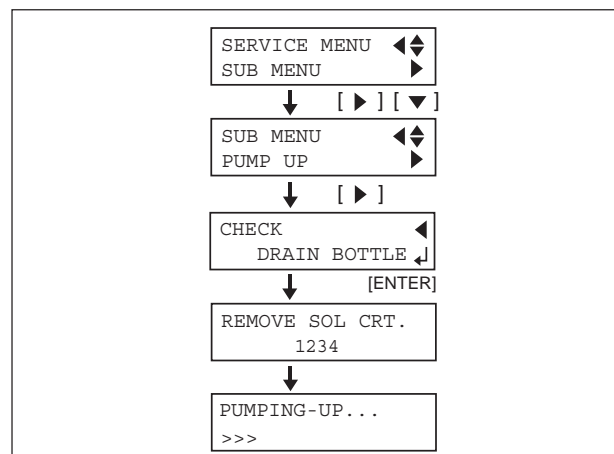 SERVICE MENU ◀◆
SUB MENU ▶
[ ▶ ] [ ▼ ]
SUB MENU ◀◆
PUMP UP ▶
[ ▶ ]
CHECK ◀
DRAIN BOTTLE ↲
[ENTER]
REMOVE SOL CRT.
1234
PUMPING-UP...
>>>